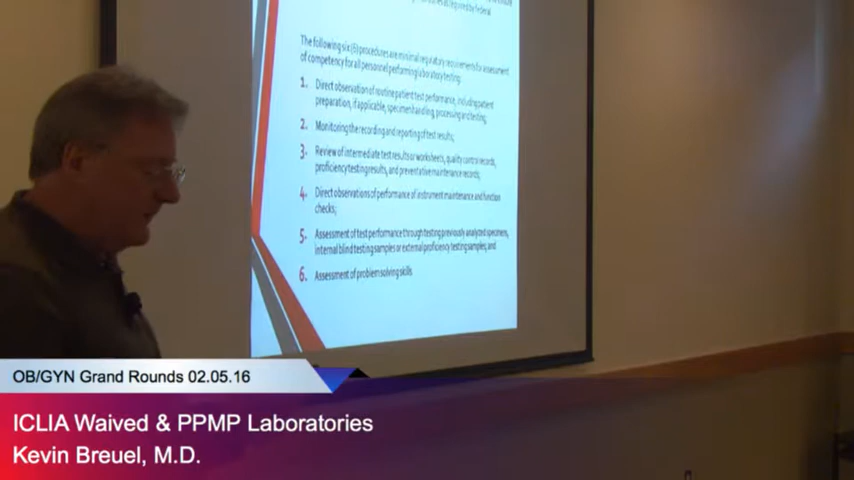 as required by federal
The following six (6) procedures are minimal regulatory requirements for assessment
of competency for all personnel performing laboratory testing:
1. Direct observation of routine patient test performance, including patient
preparation, if applicable, specimen handling, processing and testing;
2. Monitoring the recording and reporting of test results;
3. Review of intermediate test results or worksheets, quality control records,
proficiency testing results, and preventative maintenance records;
4. Direct observations of performance of instrument maintenance and function
checks;
5. Assessment of test performance through testing previously analyzed specimens,
internal blind testing samples or external proficiency testing samples; and
6. Assessment of problem solving skills
OB/GYN Grand Rounds 02.05.16
ICLIA Waived & PPMP Laboratories
Kevin Breuel, M.D.